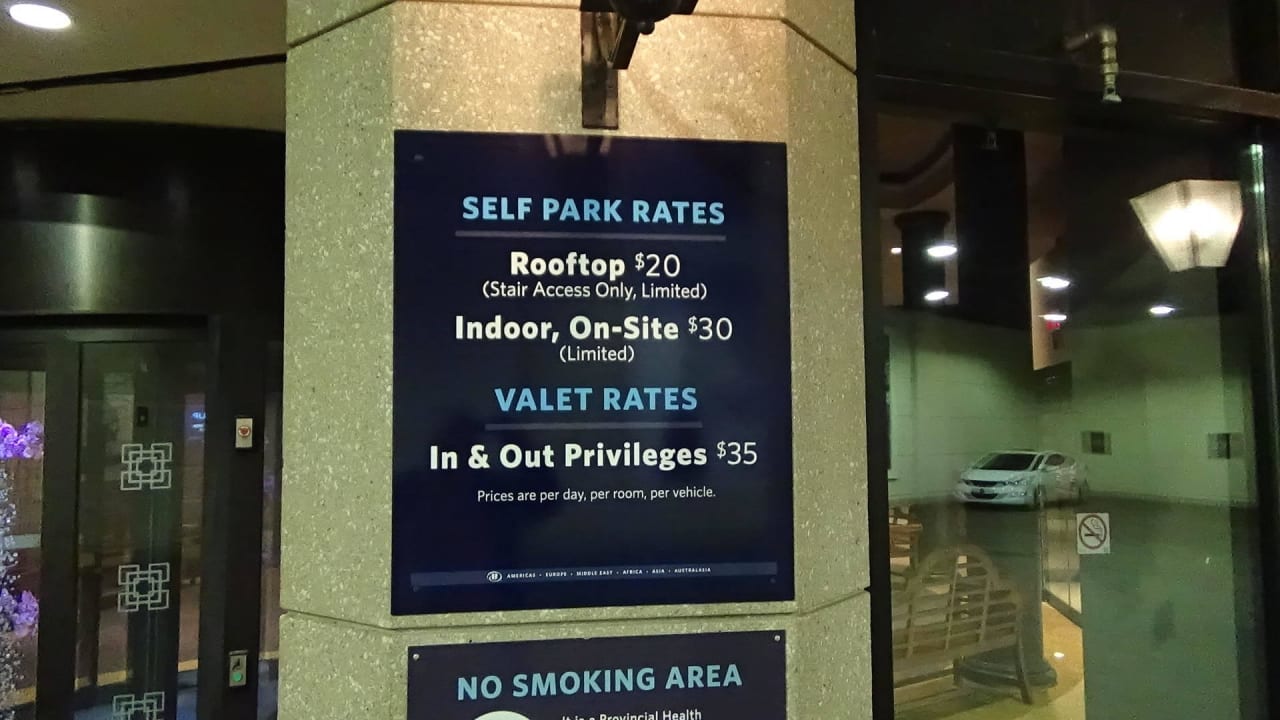 SELF PARK RATES
Rooftop $20
(Stair Access Only, Limited)
Indoor, On-Site $30
(Limited)
VALET RATES
In & Out Privileges $35
Prices are per day, per room, per vehicle.
AMERICAS · EUROPE · MIDDLE EAST · AFRICA · ASIA · AUSTRALASIA
NO SMOKING AREA
It is a Provincial Health